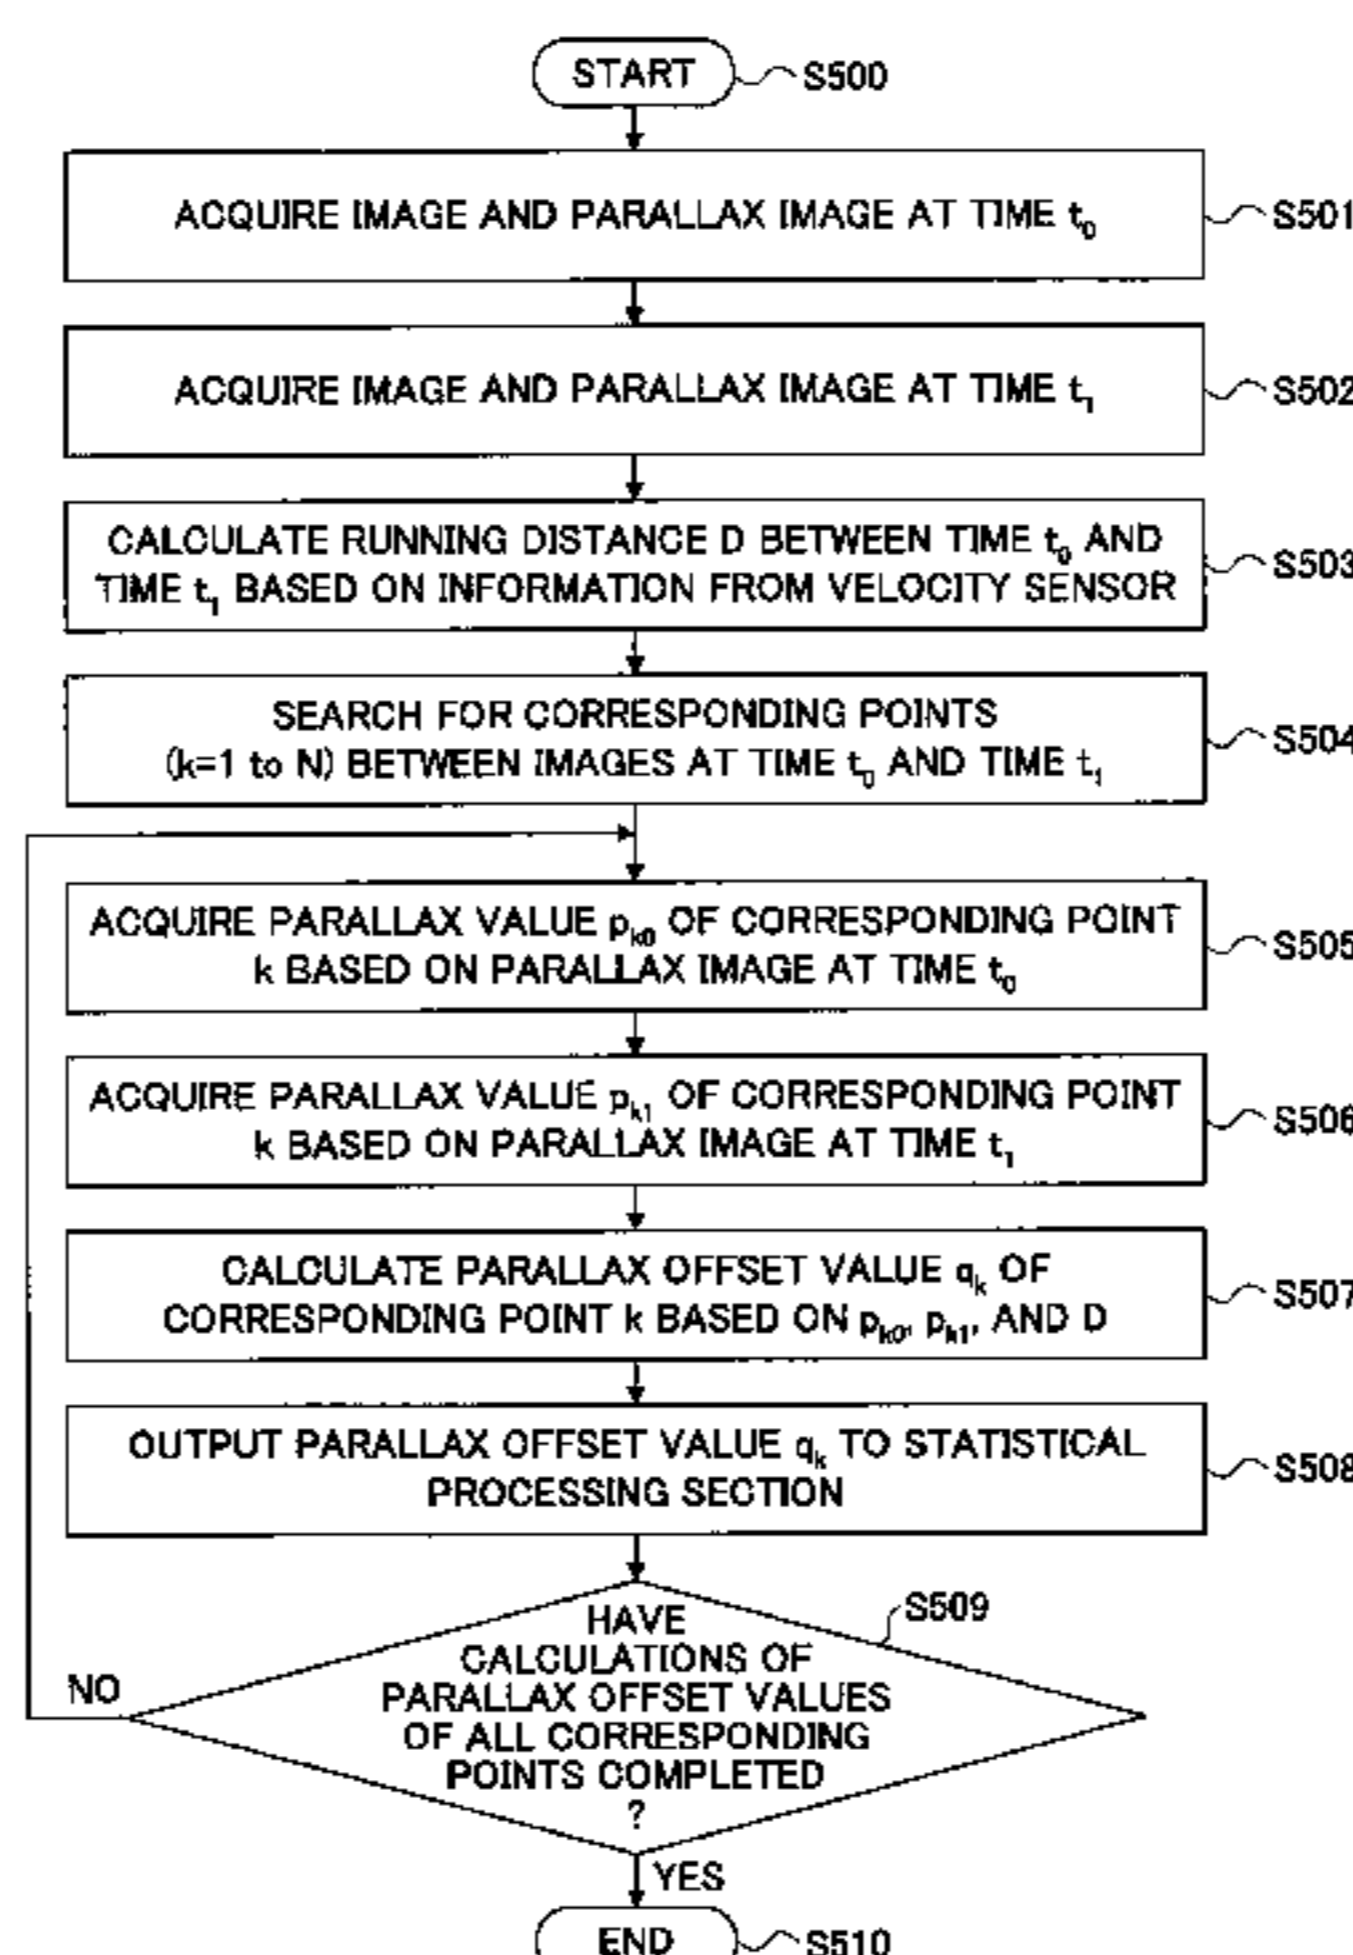 START
S500
ACQUIRE IMAGE AND PARALLAX IMAGE AT TIME t0
S501
ACQUIRE IMAGE AND PARALLAX IMAGE AT TIME t1
S502
CALCULATE RUNNING DISTANCE D BETWEEN TIME t0 AND
TIME t1 BASED ON INFORMATION FROM VELOCITY SENSOR
S503
SEARCH FOR CORRESPONDING POINTS
(k=1 to N) BETWEEN IMAGES AT TIME t0 AND TIME t1
S504
ACQUIRE PARALLAX VALUE pk0 OF CORRESPONDING POINT
k BASED ON PARALLAX IMAGE AT TIME t0
S505
ACQUIRE PARALLAX VALUE pk1 OF CORRESPONDING POINT
k BASED ON PARALLAX IMAGE AT TIME t1
S506
CALCULATE PARALLAX OFFSET VALUE qk OF
CORRESPONDING POINT k BASED ON pk0, pk1, AND D
S507
OUTPUT PARALLAX OFFSET VALUE qk TO STATISTICAL
PROCESSING SECTION
S508
S509
HAVE
CALCULATIONS OF
PARALLAX OFFSET VALUES
OF ALL CORRESPONDING
POINTS COMPLETED
?
NO
YES
END
S510